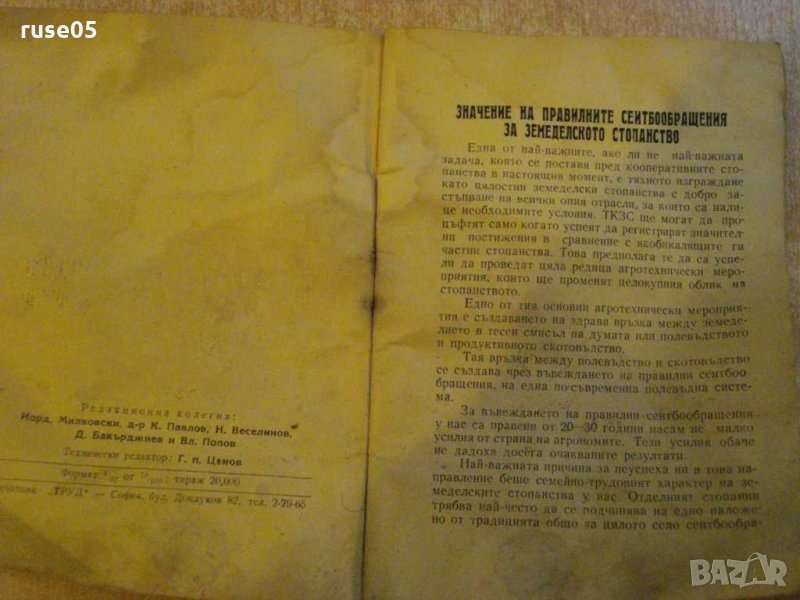 ruse05
Редакционна колегия:
Йорд. Милковски, д-р К. Павлов, Н. Веселинов,
Д. Бакърджиев и Вл. Попов
Технически редактор: Г. п. Ценов
Формат от тираж 20,000
"ТРУД" — София, бул. Дондуков 82, тел. 2-29-65
ЗНАЧЕНИЕ НА ПРАВИЛНИТЕ СЕИТБООБРАЩЕНИЯ
ЗА ЗЕМЕДЕЛСКОТО СТОПАНСТВО
Една от най-важните, ако ли не най-важната
задача, която се поставя пред кооперативните сто-
панства в настоящия момент, е тяхното изграждане
като цялостни земеделски стопанства с добро за-
стъпване на всички ония отрасли, за които са нали-
це необходимите условия. ТКЗС ще могат да про-
цъфтят само когато успеят да регистрират значител-
ни постижения в сравнение с заобикалящите ги
частни стопанства. Това предполага те да са успе-
ли да проведат цяла редица агротехнически меро-
приятия, които ще променят целокупния облик на
стопанството.
Едно от тия основни агротехнически мероприя-
тия е създаването на здрава връзка между земеде-
лието в тесен смисъл на думата или полевъдството
и продуктивното скотовъдство.
Тая връзка между полевъдство и скотовъдство
се създава чрез въвеждането на правилни сеитбо-
обращения, на една по-съвременна полевъдна систе-
ма.
За въвеждането на правилни сеитбообращения
у нас са правени от 20—30 години насам не малко
усилия от страна на агрономите. Тези усилия обаче
не дадоха досега очакваните резултати.
Най-важната причина за неуспеха ни в това на-
правление беше семейно-трудовият характер на зе-
меделските стопанства у нас. Отделният стопанин
трябва най-често да се подчинява на едно наложе-
но от традицията общо за цялото село сеитбообра-
BAZAR